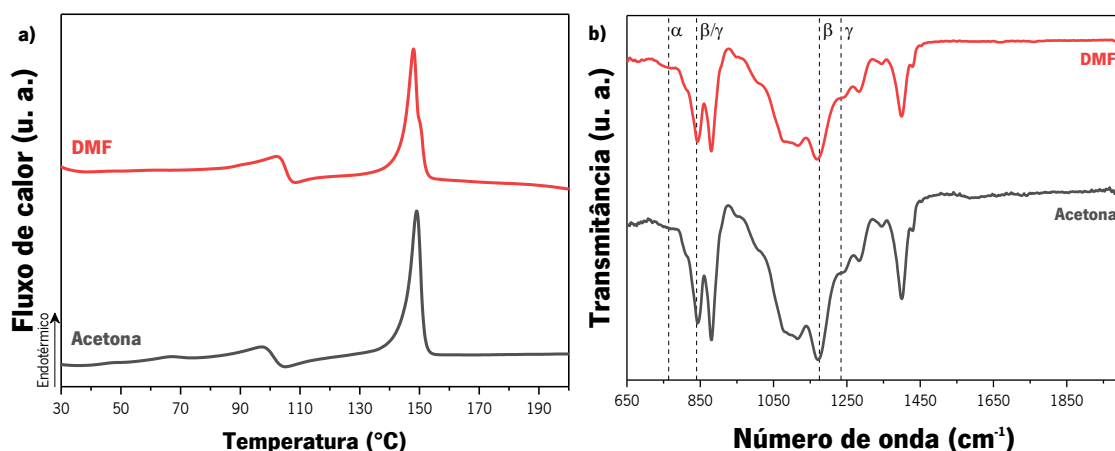 a)
Fluxo de calor (u. a.)
Endotérmico
DMF
Acetona
30 50 70 90 110 130 150 170 190
Temperatura (°C)
b)
α β/γ β γ
Transmitância (u. a.)
DMF
Acetona
650 850 1050 1250 1450 1650 1850
Número de onda (cm⁻¹)